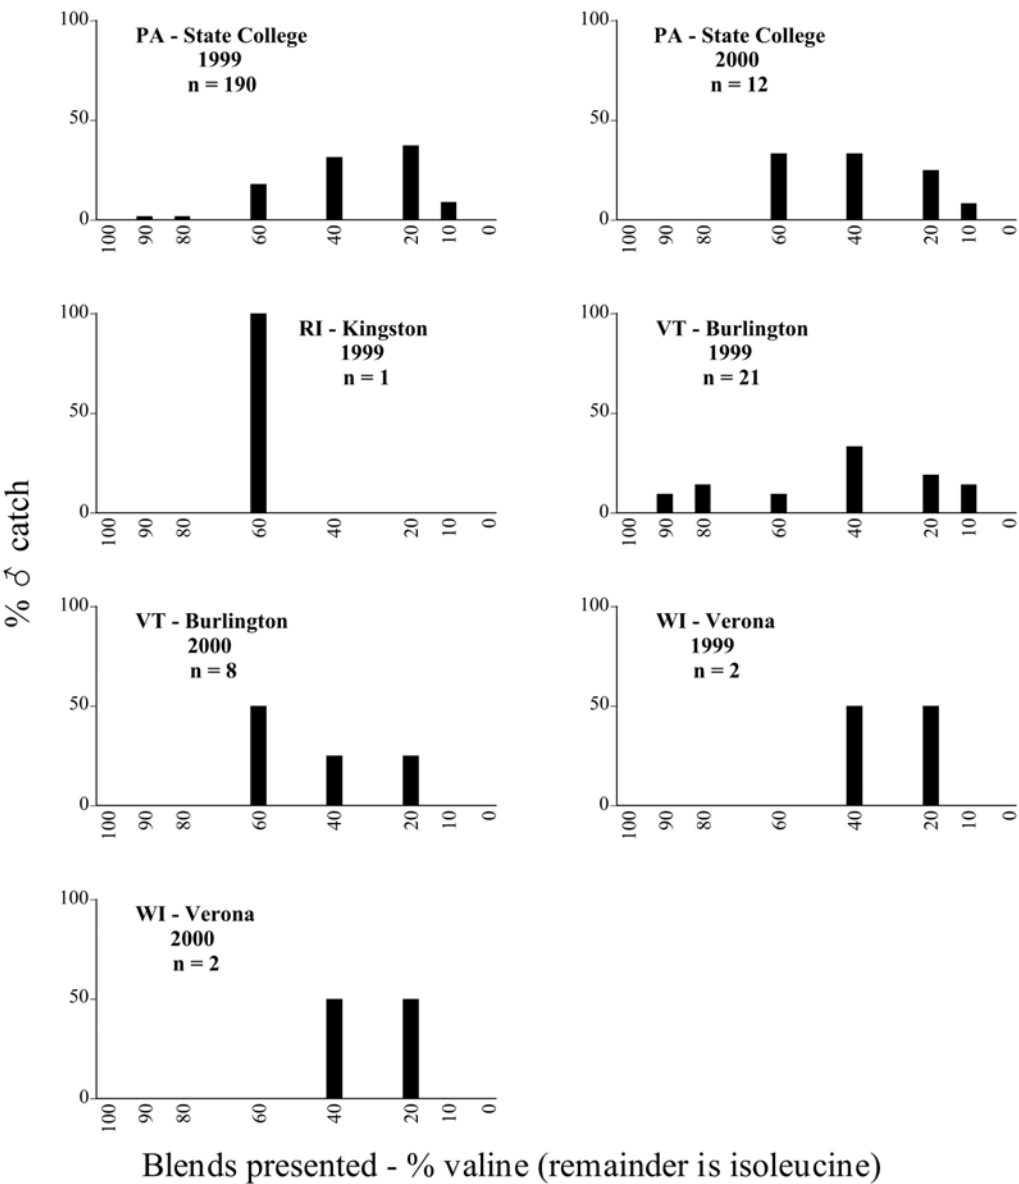 PA - State College
1999
n = 190
100
50
0
100 90 80 60 40 20 10 0
PA - State College
2000
n = 12
100
50
0
100 90 80 60 40 20 10 0
RI - Kingston
1999
n = 1
100
50
0
100 90 80 60 40 20 10 0
VT - Burlington
1999
n = 21
100
50
0
100 90 80 60 40 20 10 0
% ♂ catch
VT - Burlington
2000
n = 8
100
50
0
100 90 80 60 40 20 10 0
WI - Verona
1999
n = 2
100
50
0
100 90 80 60 40 20 10 0
WI - Verona
2000
n = 2
100
50
0
100 90 80 60 40 20 10 0
Blends presented - % valine (remainder is isoleucine)